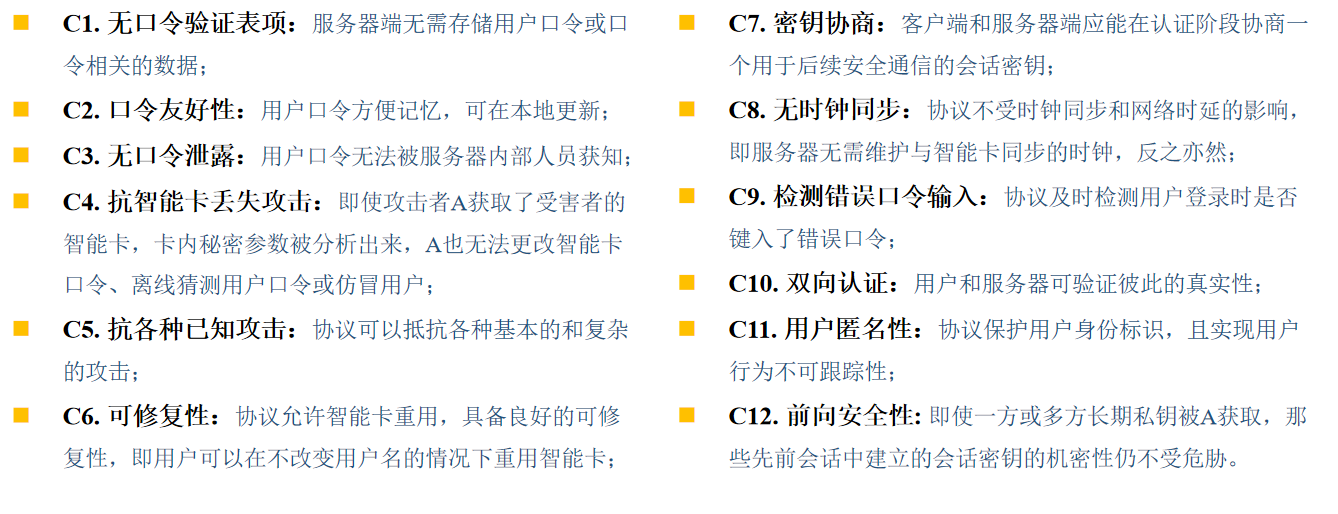 C1. 无口令验证表项：服务器端无需存储用户口令或口
令相关的数据；
C2. 口令友好性：用户口令方便记忆，可在本地更新；
C3. 无口令泄露：用户口令无法被服务器内部人员获知；
C4. 抗智能卡丢失攻击：即使攻击者A获取了受害者的
智能卡，卡内秘密参数被分析出来，A也无法更改智能卡
口令、离线猜测用户口令或仿冒用户；
C5. 抗各种已知攻击：协议可以抵抗各种基本的和复杂
的攻击；
C6. 可修复性：协议允许智能卡重用，具备良好的可修
复性，即用户可以在不改变用户名的情况下重用智能卡；
C7. 密钥协商：客户端和服务器端应能在认证阶段协商一
个用于后续安全通信的会话密钥；
C8. 无时钟同步：协议不受时钟同步和网络时延的影响，
即服务器无需维护与智能卡同步的时钟，反之亦然；
C9. 检测错误口令输入：协议及时检测用户登录时是否
键入了错误口令；
C10. 双向认证：用户和服务器可验证彼此的真实性；
C11. 用户匿名性：协议保护用户身份标识，且实现用户
行为不可跟踪性；
C12. 前向安全性: 即使一方或多方长期私钥被A获取，那
些先前会话中建立的会话密钥的机密性仍不受危胁。